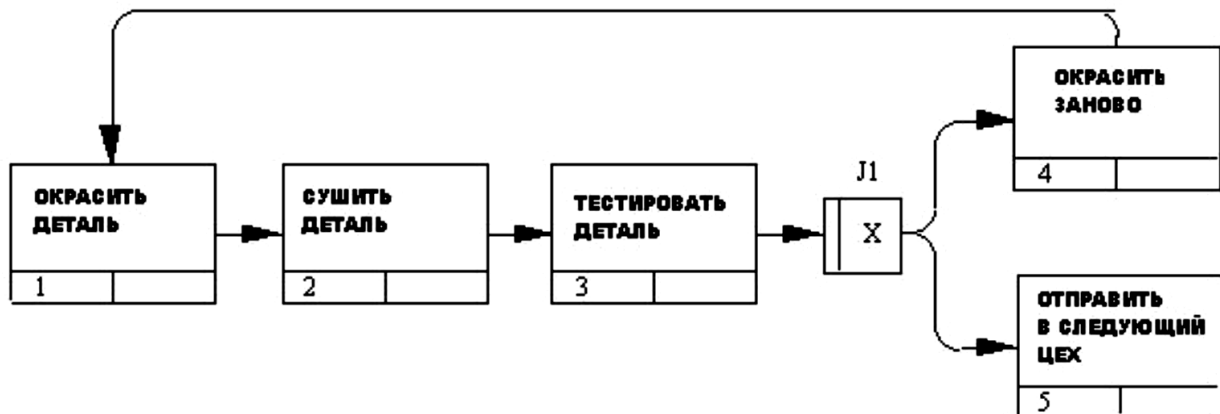 ОКРАСИТЬ
ЗАНОВО
4
ОКРАСИТЬ
ДЕТАЛЬ
1
СУШИТЬ
ДЕТАЛЬ
2
ТЕСТИРОВАТЬ
ДЕТАЛЬ
3
J1
X
ОТПРАВИТЬ
В СЛЕДУЮЩИЙ
ЦЕХ
5